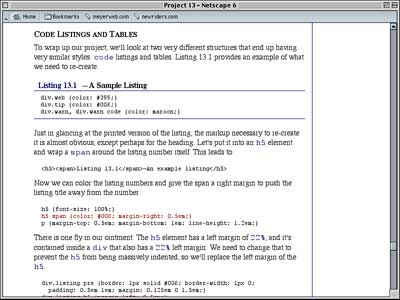 Project 13 - Netscape 6
Home Bookmarks meyerweb.com newriders.com
CODE LISTINGS AND TABLES
To wrap up our project, we'll look at two very different structures that end up having
very similar styles: code listings and tables. Listing 13.1 provides an example of what
we need to re-create.
Listing 13.1 —A Sample Listing
div.web {color: #399;}
div.tip {color: #006;}
div.warn, div.warn code {color: maroon;}
Just in glancing at the printed version of the listing, the markup necessary to re-create
it is almost obvious, except perhaps for the heading. Let's put it into an h5 element
and wrap a span around the listing number itself. This leads to:
<h5><span>Listing 13.1</span>—An example listing</h5>
Now we can color the listing numbers and give the span a right margin to push the
listing title away from the number.
h5 {font-size: 100%;}
h5 span {color: #006; margin-right: 0.5em;}
p {margin-top: 0.5em; margin-bottom: 1em; line-height: 1.2em;}
There is one fly in our ointment: The h5 element has a left margin of 22%, and it's
contained inside a div that also has a 22% left margin. We need to change that to
prevent the h5 from being massively indented, so we'll replace the left margin of
the h5.
div.listing pre {border: 1px solid #006; border-width: 1px 0;
padding: 0.5em 1em; margin: 0.125em 0 1.5em;}